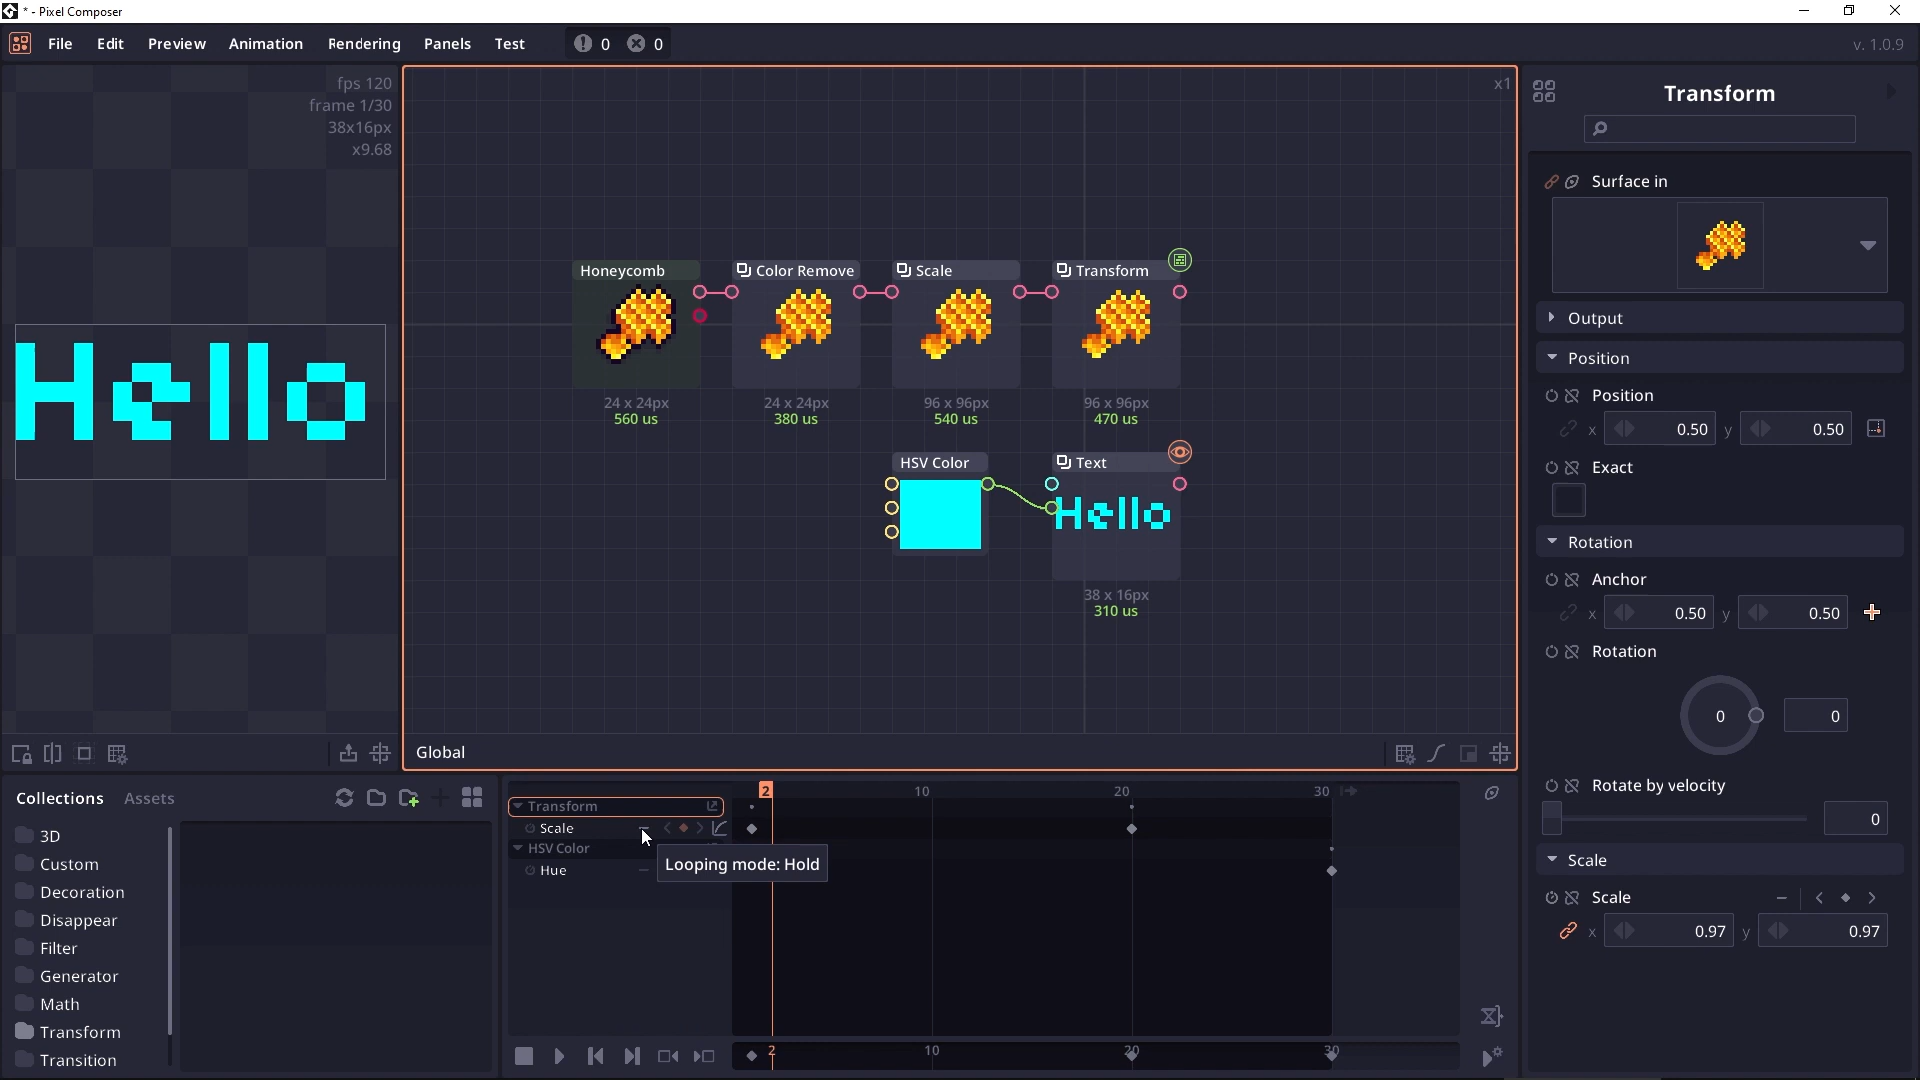 * - Pixel Composer
File Edit Preview Animation Rendering Panels Test 0 0 v. 1.0.9
fps 120
frame 1/30
38x16px
x9.68
Hello
x1
Honeycomb
24 x 24px
560 us
Color Remove
24 x 24px
380 us
Scale
96 x 96px
540 us
Transform
96 x 96px
470 us
HSV Color
Text
Hello
38 x 16px
310 us
Global
Transform
Surface in
Output
Position
Position
x 0.50 y 0.50
Exact
Rotation
Anchor
x 0.50 y 0.50
Rotation
0 0
Rotate by velocity
0
Scale
Scale
x 0.97 y 0.97
Collections Assets
3D
Custom
Decoration
Disappear
Filter
Generator
Math
Transform
Transition
2 10 20 30
Transform
Scale
HSV Color
Looping mode: Hold
Hue
2 10 20 30